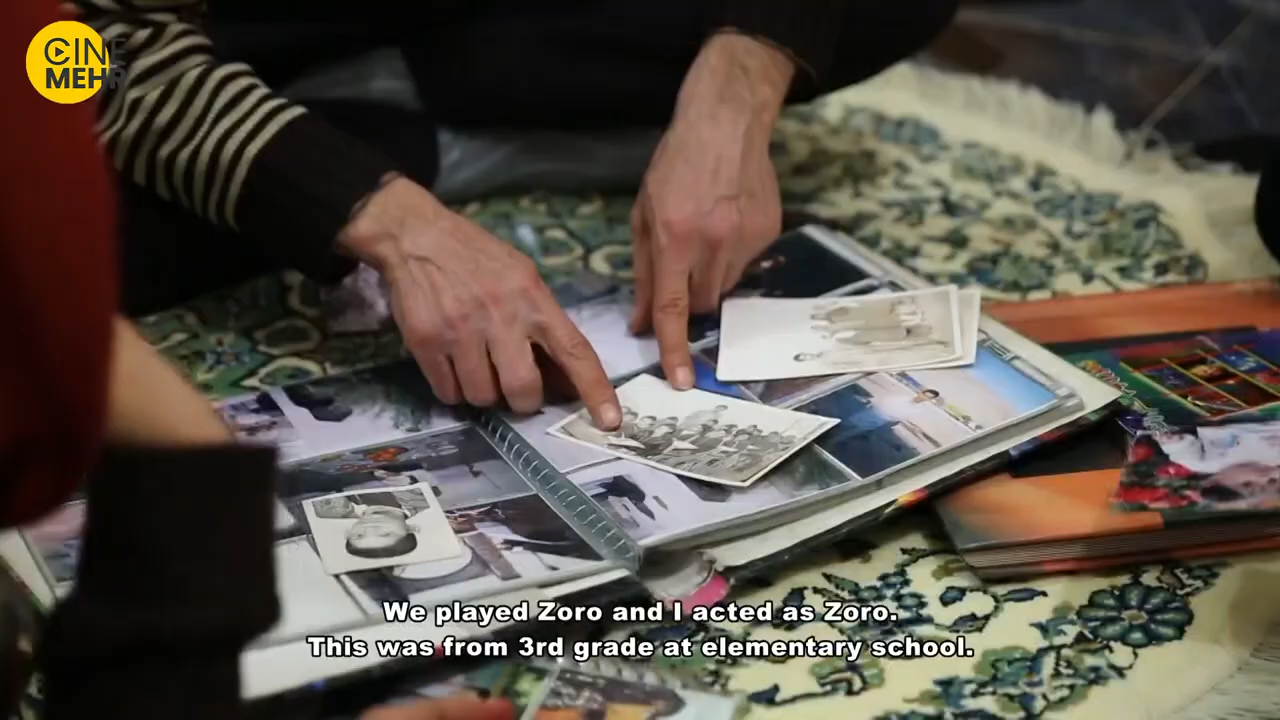 CINE
MEHR
We played Zoro and I acted as Zoro.
This was from 3rd grade at elementary school.